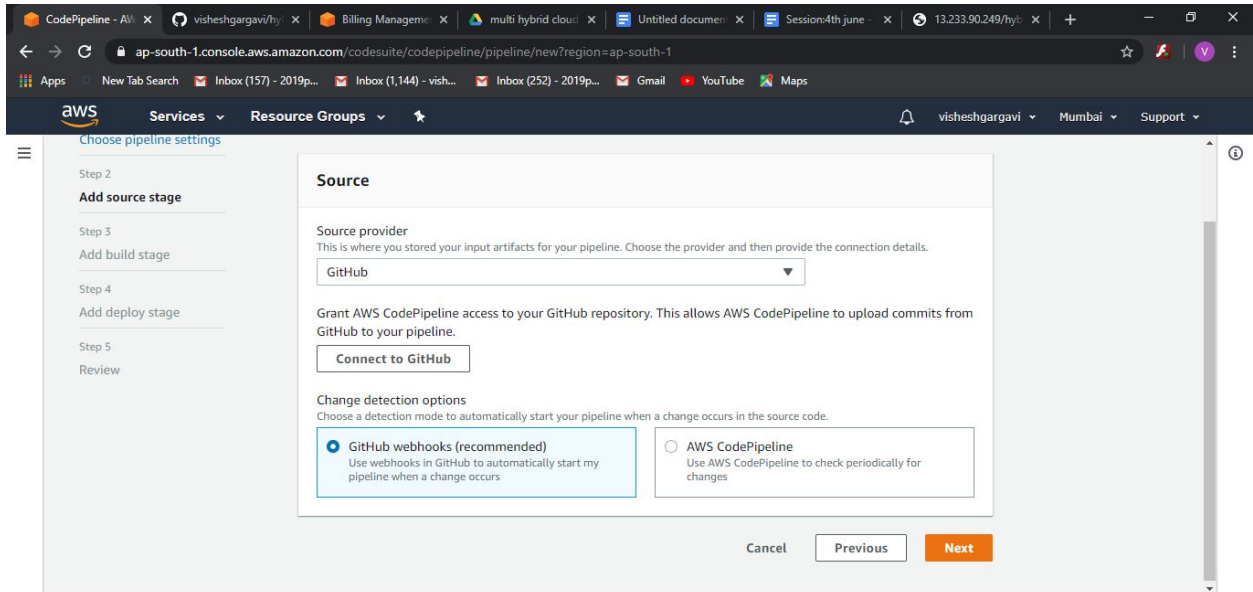 CodePipeline - AW
visheshgargavi/hy
Billing Manageme
multi hybrid cloud
Untitled documen
Session:4th june -
13.233.90.249/hyb
ap-south-1.console.aws.amazon.com/codesuite/codepipeline/pipeline/new?region=ap-south-1
Apps
New Tab Search
Inbox (157) - 2019p...
Inbox (1,144) - vish...
Inbox (252) - 2019p...
Gmail
YouTube
Maps
V
aws
Services
Resource Groups
visheshgargavi
Mumbai
Support
Choose pipeline settings
Step 2
Add source stage
Step 3
Add build stage
Step 4
Add deploy stage
Step 5
Review
Source
Source provider
This is where you stored your input artifacts for your pipeline. Choose the provider and then provide the connection details.
GitHub
Grant AWS CodePipeline access to your GitHub repository. This allows AWS CodePipeline to upload commits from
GitHub to your pipeline.
Connect to GitHub
Change detection options
Choose a detection mode to automatically start your pipeline when a change occurs in the source code.
GitHub webhooks (recommended)
Use webhooks in GitHub to automatically start my
pipeline when a change occurs
AWS CodePipeline
Use AWS CodePipeline to check periodically for
changes
Cancel
Previous
Next